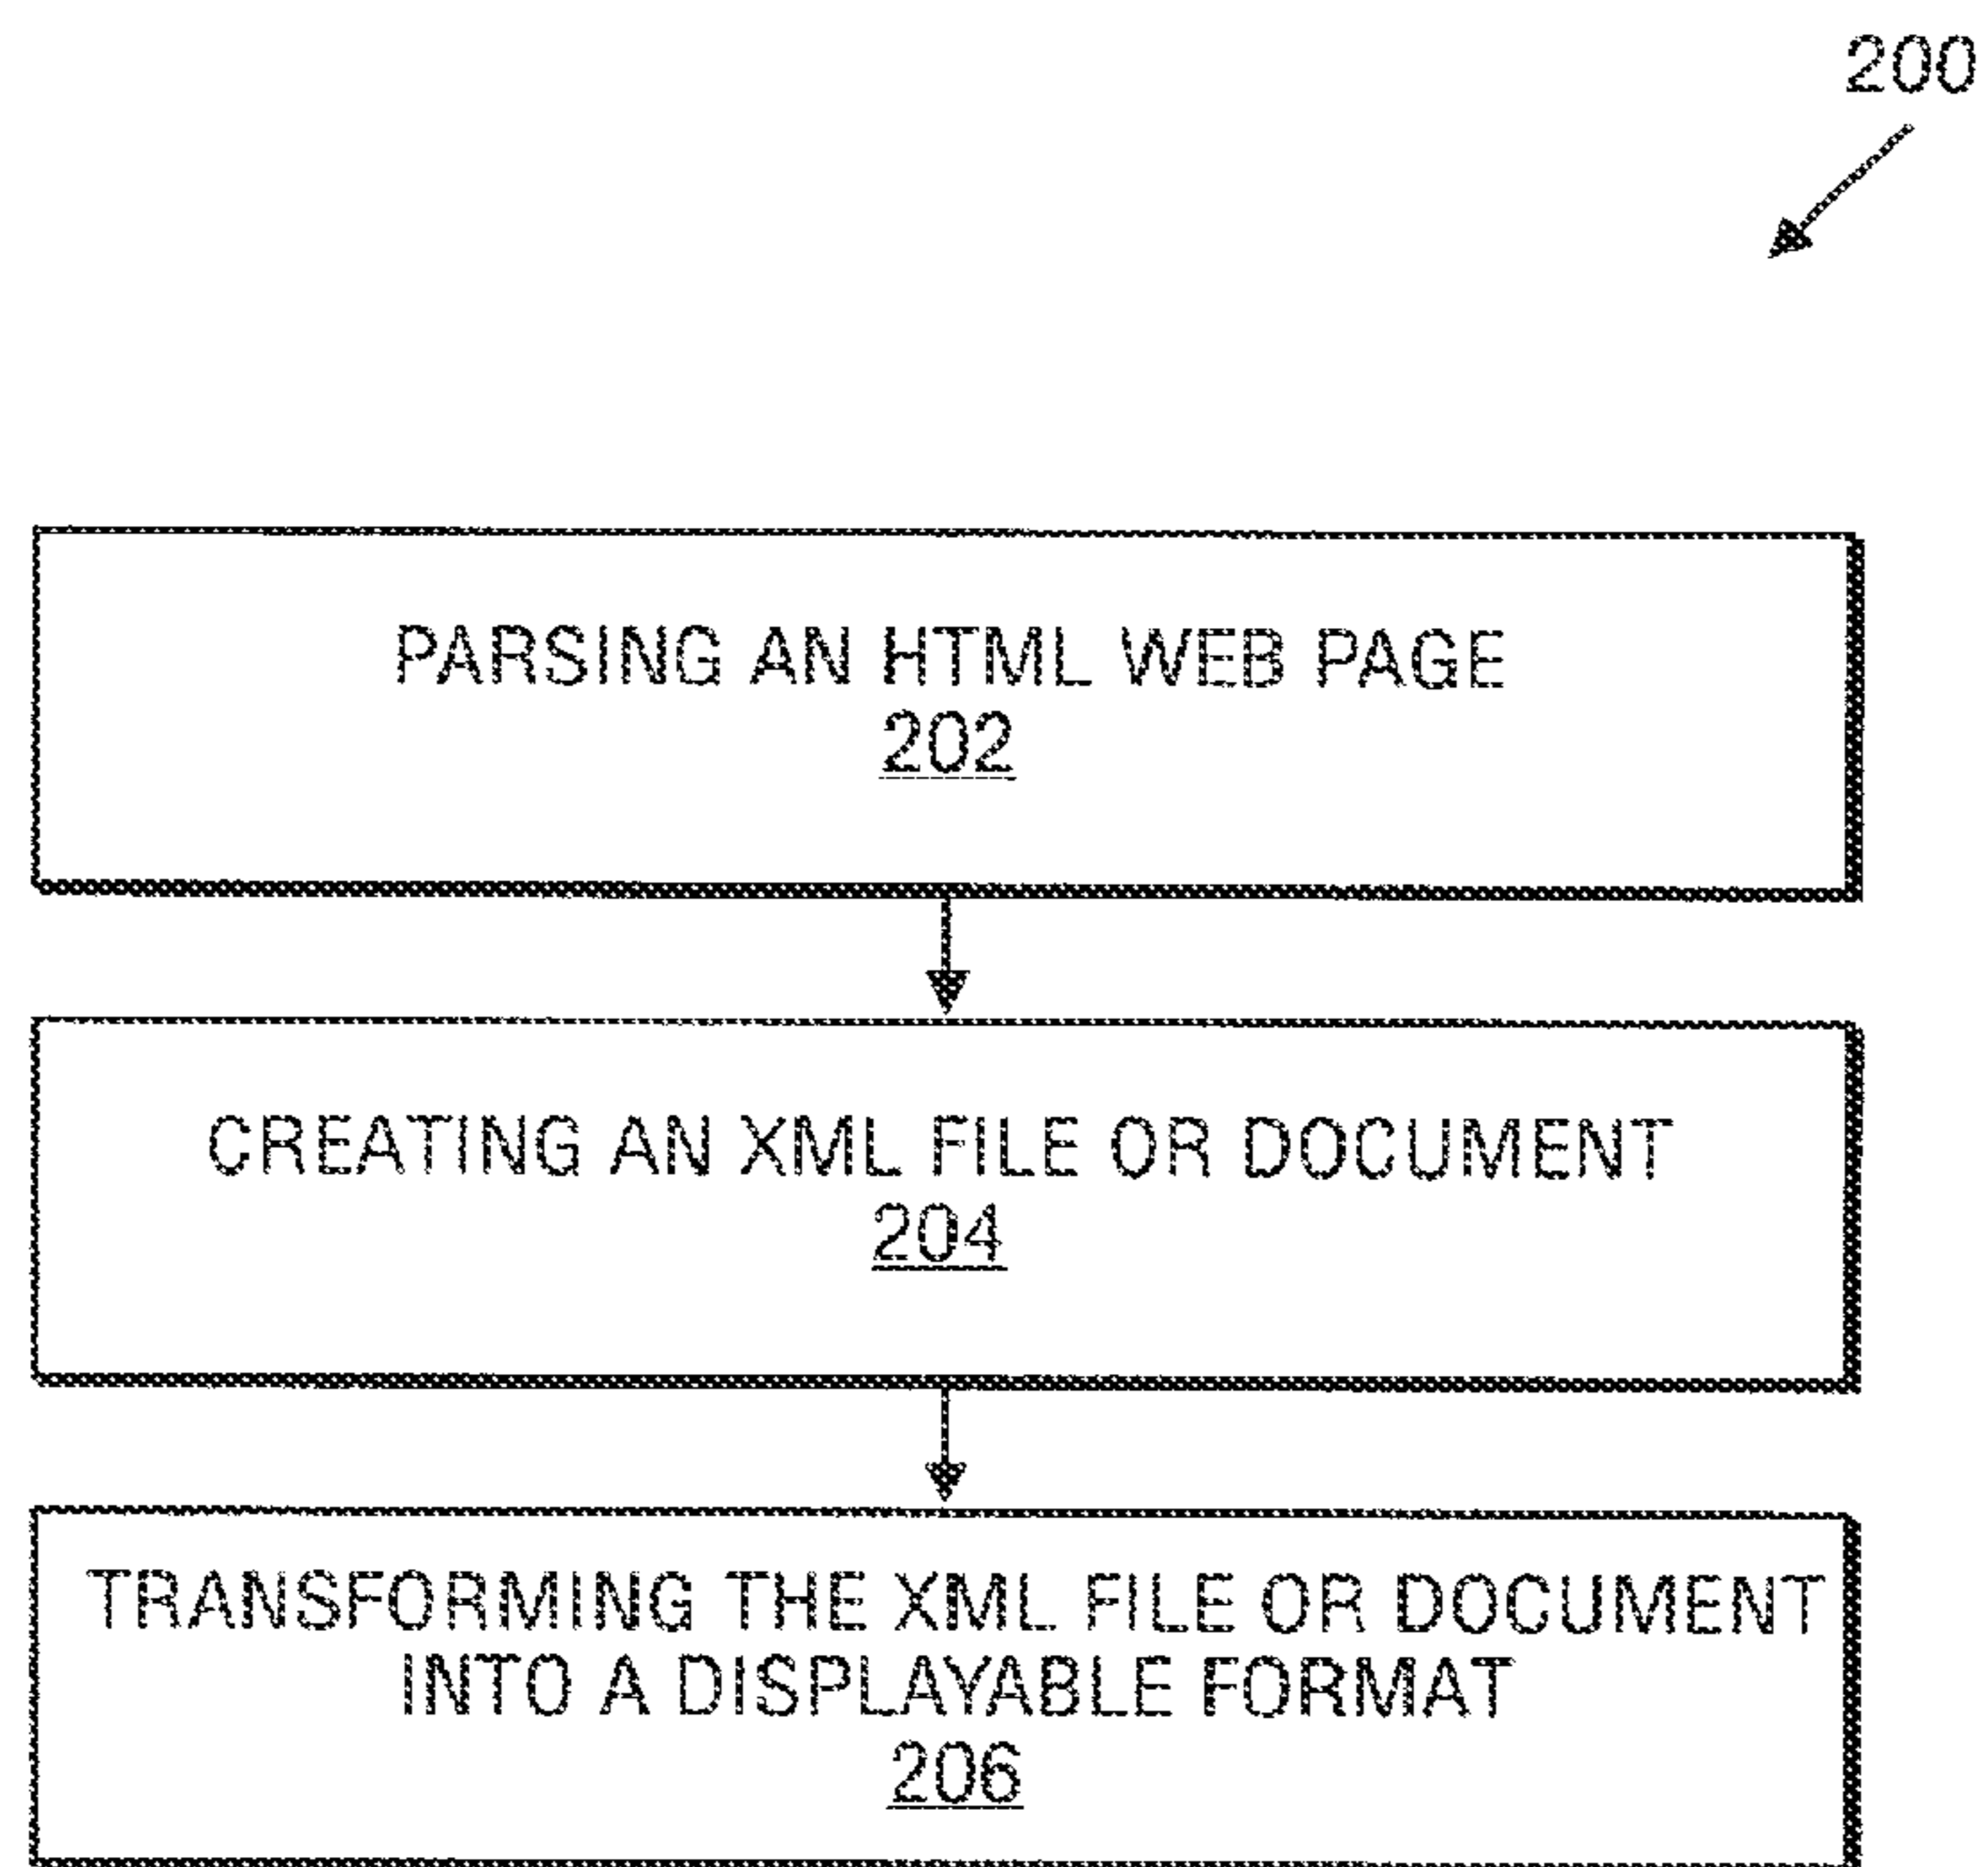 200
PARSING AN HTML WEB PAGE
202
CREATING AN XML FILE OR DOCUMENT
204
TRANSFORMING THE XML FILE OR DOCUMENT
INTO A DISPLAYABLE FORMAT
206